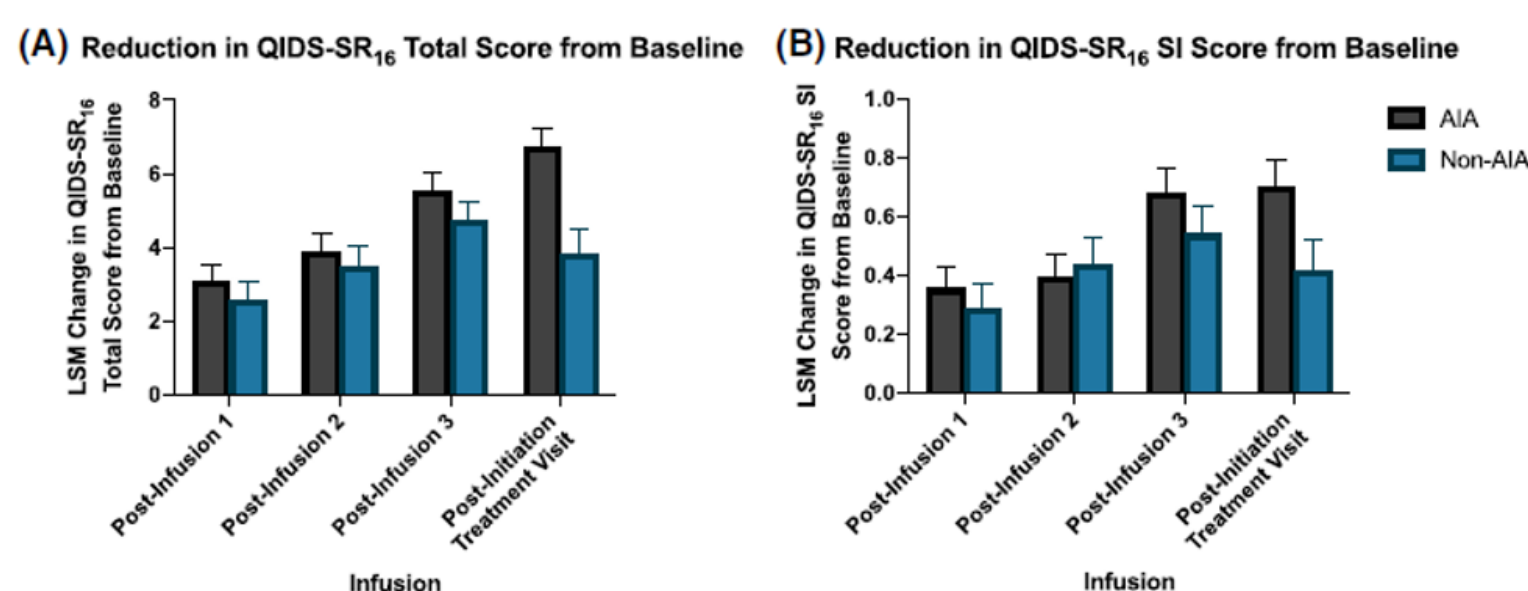 (A) Reduction in QIDS-SR16 Total Score from Baseline
LSM Change in QIDS-SR16
Total Score from Baseline
8
6
4
2
0
Post-Infusion 1
Post-Infusion 2
Post-Infusion 3
Post-Initiation
Treatment Visit
Infusion
(B) Reduction in QIDS-SR16 SI Score from Baseline
LSM Change in QIDS-SR16 SI
Score from Baseline
1.0
0.8
0.6
0.4
0.2
0.0
Post-Infusion 1
Post-Infusion 2
Post-Infusion 3
Post-Initiation
Treatment Visit
Infusion
AIA
Non-AIA